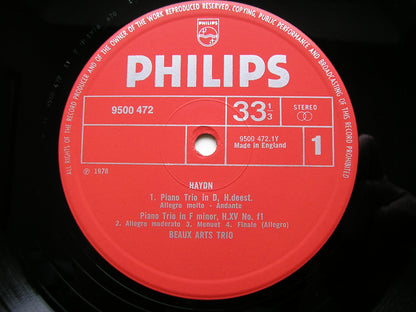 ALL RIGHTS OF THE RECORD PRODUCER AND OF THE OWNER OF THE WORK REPRODUCED RESERVED. COPYING, PUBLIC PERFORMANCE AND BROADCASTING OF THIS RECORD PROHIBITED
PHILIPS
PHILIPS
9500 472
33 1/3
STEREO
9500 472.1Y
Made in England
1
℗ 1978
HAYDN
1. Piano Trio in D, H.deest.
Allegro molto - Andante
Piano Trio in F minor, H.XV No. f1
2. Allegro moderato 3. Menuet 4. Finale (Allegro)
BEAUX ARTS TRIO